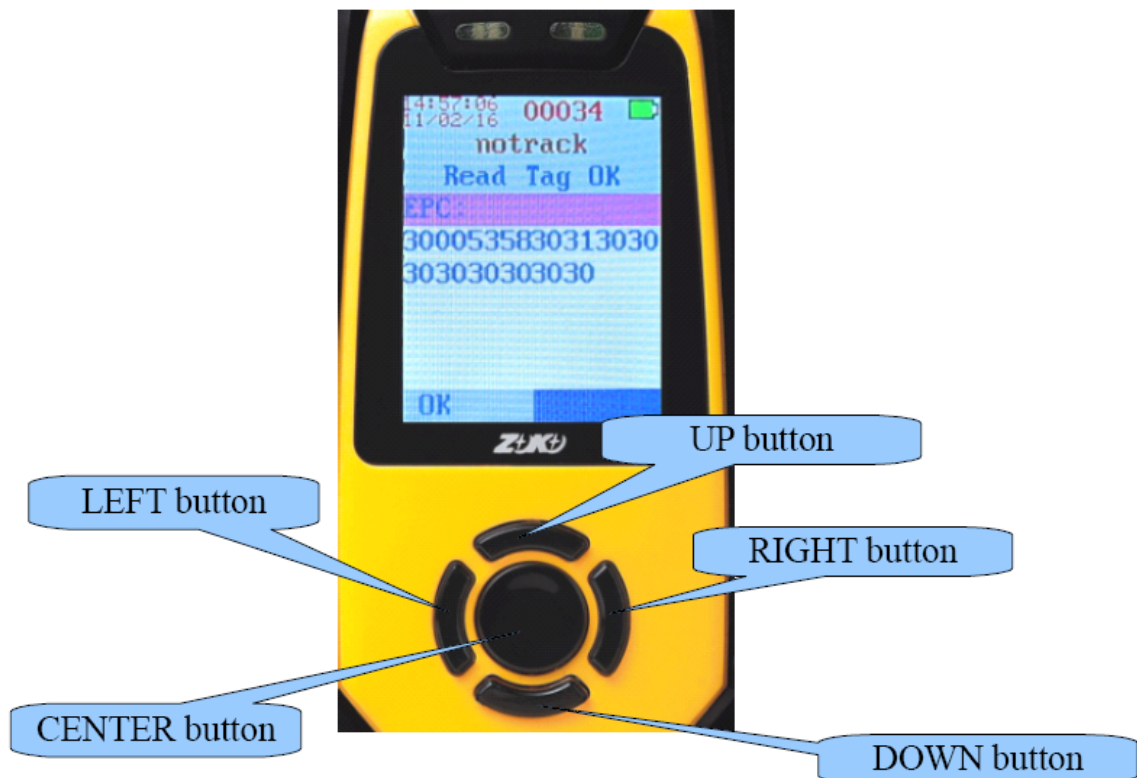 14:57:06
11/02/16
00034
notrack
Read Tag OK
EPC:
3000535830313030
303030303030
OK
ZUKO
UP button
LEFT button
RIGHT button
CENTER button
DOWN button